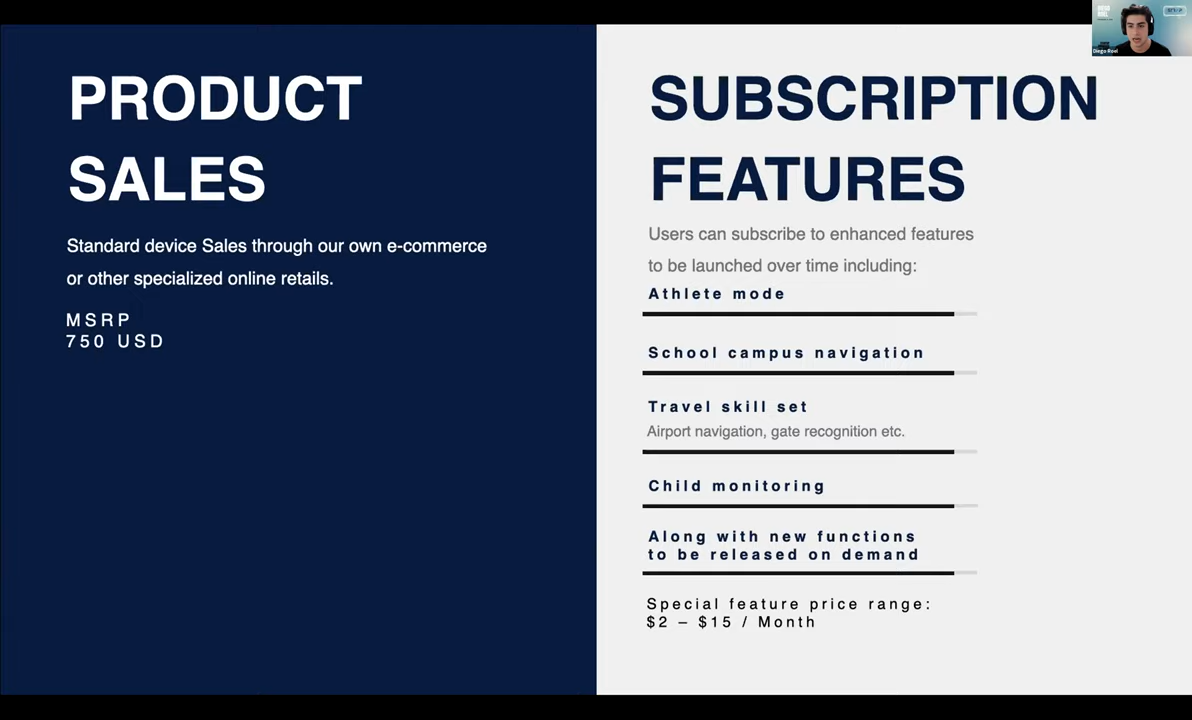 PRODUCT
SALES
Standard device Sales through our own e-commerce
or other specialized online retails.
MSRP
750 USD
SUBSCRIPTION
FEATURES
Users can subscribe to enhanced features
to be launched over time including:
Athlete mode
School campus navigation
Travel skill set
Airport navigation, gate recognition etc.
Child monitoring
Along with new functions
to be released on demand
Special feature price range:
$2 – $15 / Month
Diego Roel